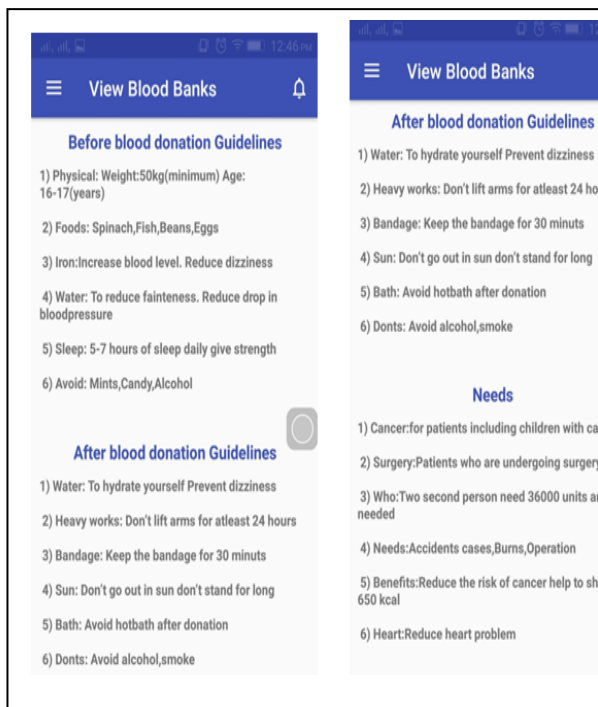 12:46 PM
View Blood Banks
Before blood donation Guidelines
1) Physical: Weight:50kg(minimum) Age:
16-17(years)
2) Foods: Spinach,Fish,Beans,Eggs
3) Iron:Increase blood level. Reduce dizziness
4) Water: To reduce fainteness. Reduce drop in
bloodpressure
5) Sleep: 5-7 hours of sleep daily give strength
6) Avoid: Mints,Candy,Alcohol
After blood donation Guidelines
1) Water: To hydrate yourself Prevent dizziness
2) Heavy works: Don't lift arms for atleast 24 hours
3) Bandage: Keep the bandage for 30 minuts
4) Sun: Don't go out in sun don't stand for long
5) Bath: Avoid hotbath after donation
6) Donts: Avoid alcohol,smoke
View Blood Banks
After blood donation Guidelines
1) Water: To hydrate yourself Prevent dizziness
2) Heavy works: Don't lift arms for atleast 24 ho
3) Bandage: Keep the bandage for 30 minuts
4) Sun: Don't go out in sun don't stand for long
5) Bath: Avoid hotbath after donation
6) Donts: Avoid alcohol,smoke
Needs
1) Cancer:for patients including children with ca
2) Surgery:Patients who are undergoing surgery
3) Who:Two second person need 36000 units a
needed
4) Needs:Accidents cases,Burns,Operation
5) Benefits:Reduce the risk of cancer help to sh
650 kcal
6) Heart:Reduce heart problem